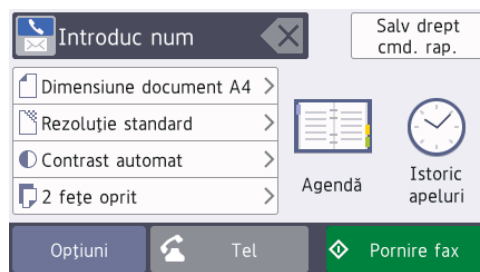 Introduc num
Salv drept
cmd. rap.
Dimensiune document A4
Rezoluție standard
Contrast automat
2 fețe oprit
Agendă
Istoric
apeluri
Opțiuni
Tel
Pornire fax